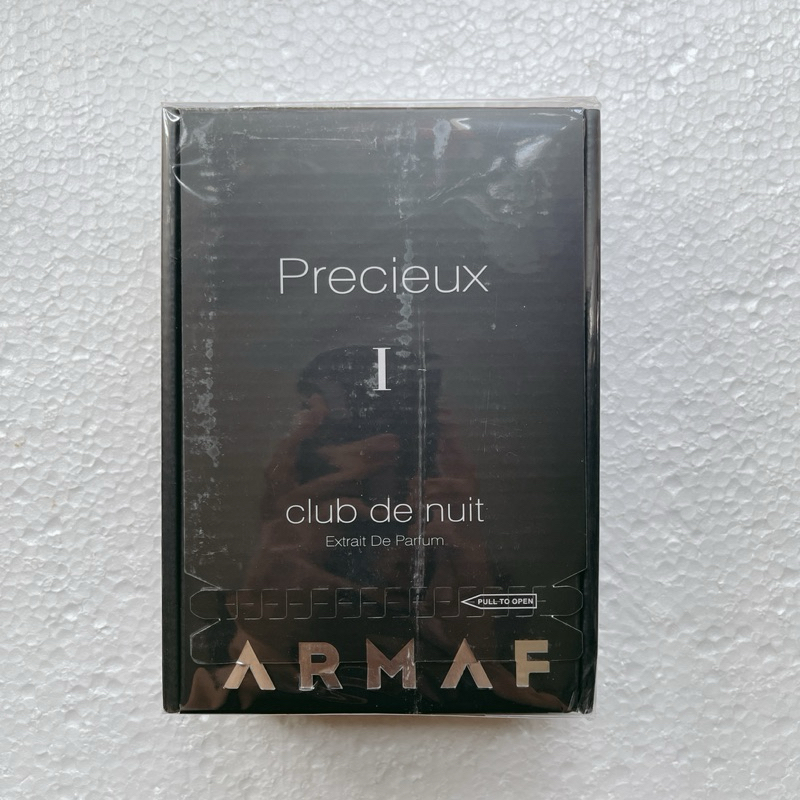 Precieux
I
club de nuit
Extrait De Parfum
PULL TO OPEN
ARMAF